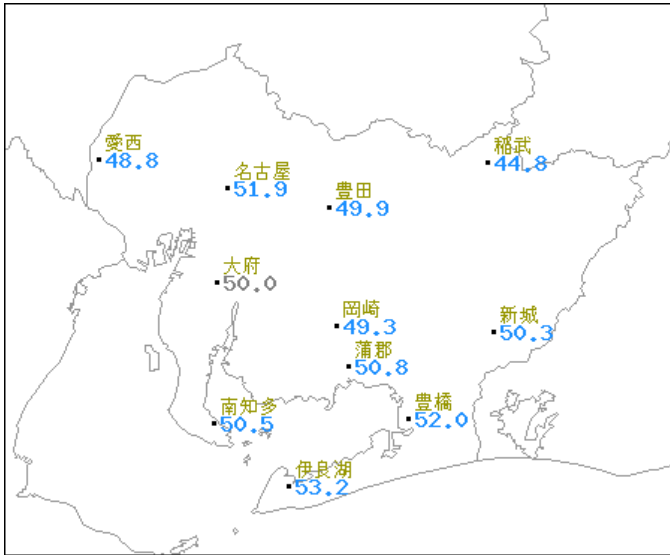 愛西
48.8
稲武
44.8
名古屋
51.9
豊田
49.9
大府
50.0
岡崎
49.3
新城
50.3
蒲郡
50.8
南知多
50.5
豊橋
52.0
伊良湖
53.2